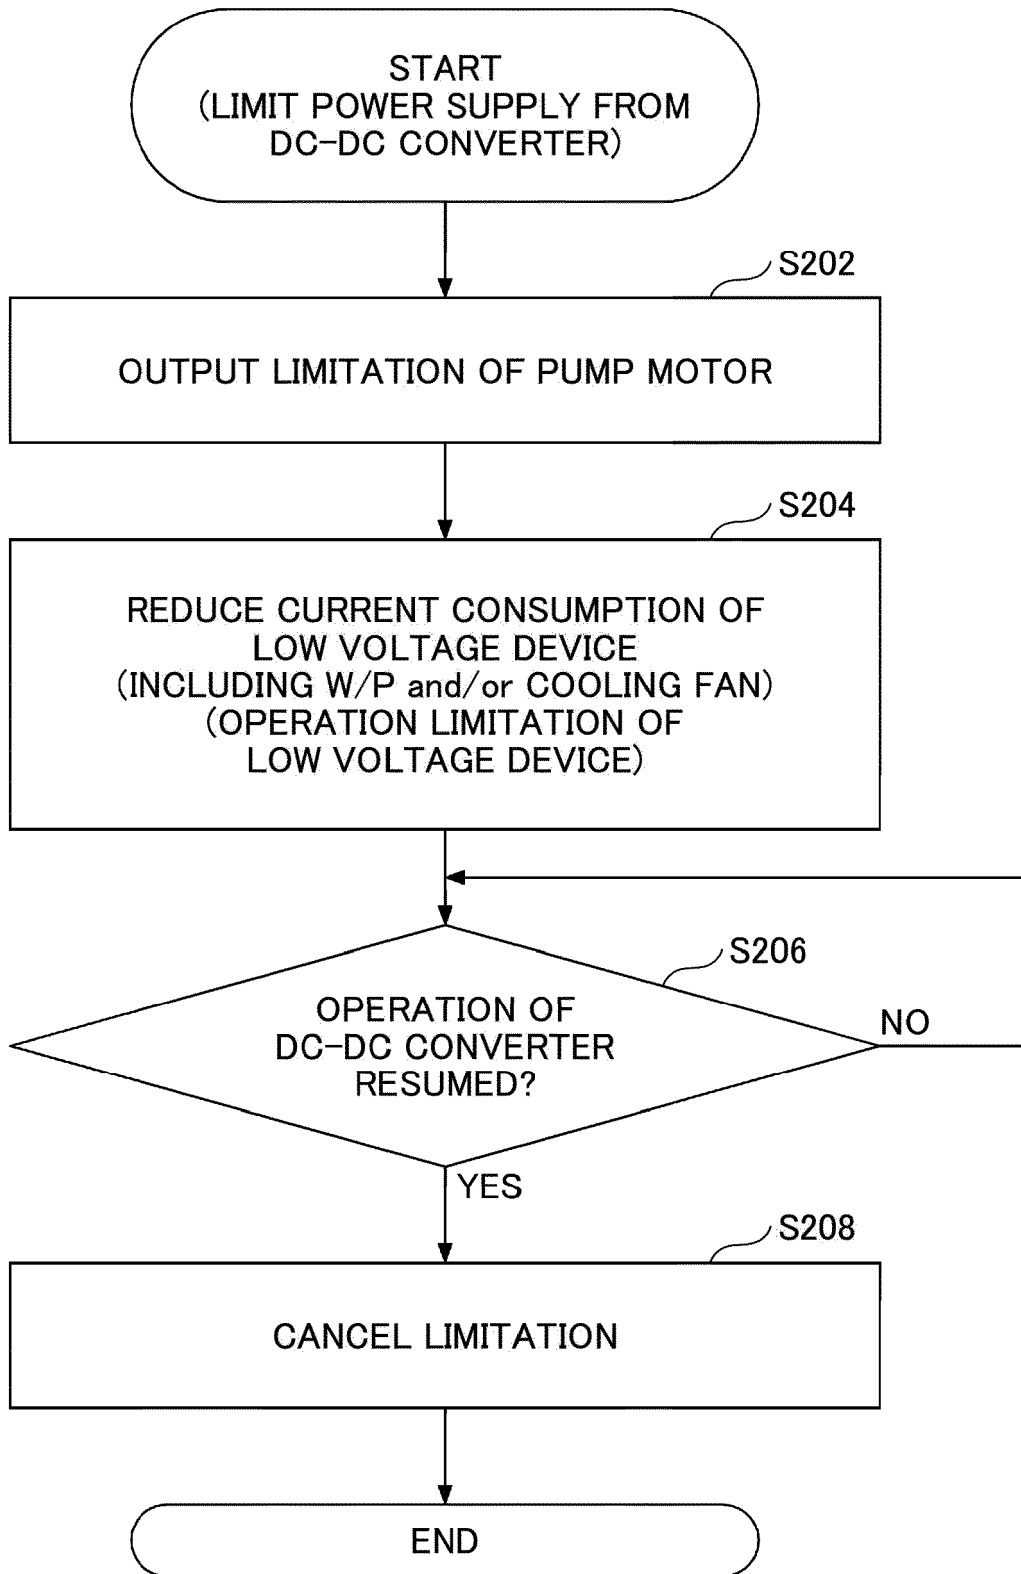 START
(LIMIT POWER SUPPLY FROM
DC-DC CONVERTER)
S202
OUTPUT LIMITATION OF PUMP MOTOR
S204
REDUCE CURRENT CONSUMPTION OF
LOW VOLTAGE DEVICE
(INCLUDING W/P and/or COOLING FAN)
(OPERATION LIMITATION OF
LOW VOLTAGE DEVICE)
S206
OPERATION OF
DC-DC CONVERTER
RESUMED?
NO
YES
S208
CANCEL LIMITATION
END